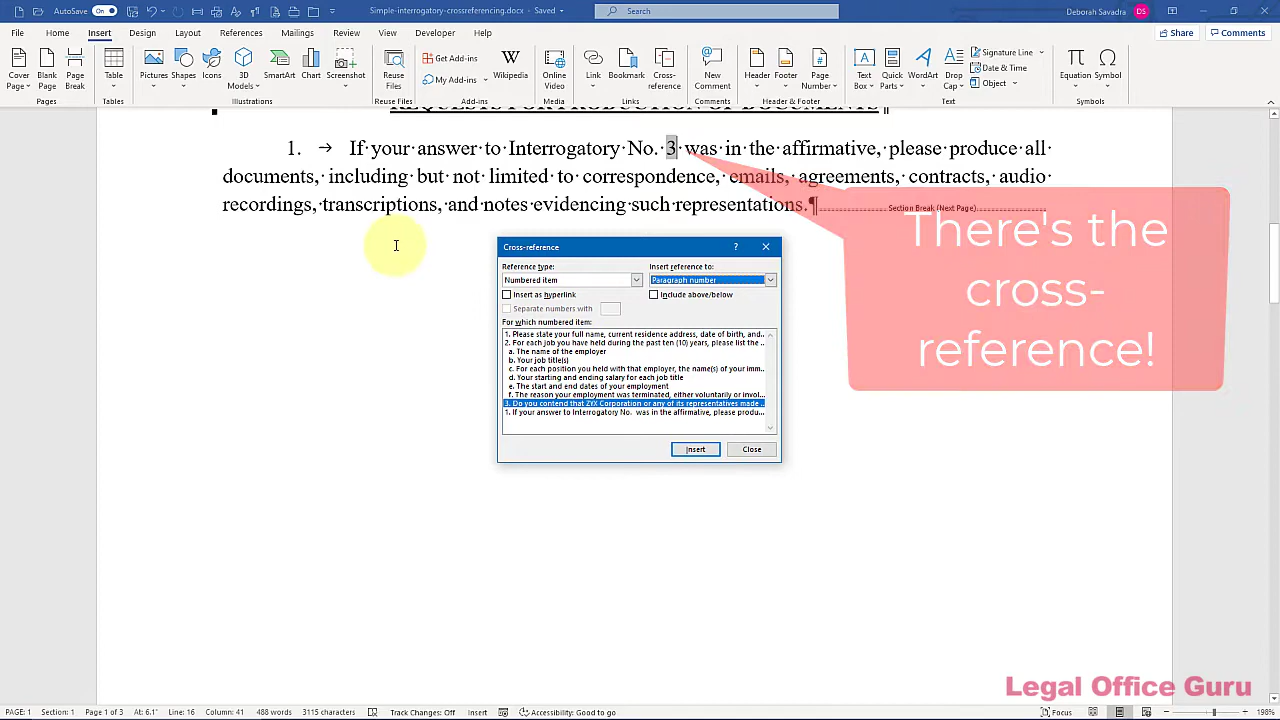 AutoSave On Simple-interrogatory-crossreferencing.docx - Saved Search Deborah Savadra DS
File Home Insert Design Layout References Mailings Review View Developer Help Share Comments
Cover Page Blank Page Page Break Table Pictures Shapes Icons 3D Models SmartArt Chart Screenshot Reuse Files Get Add-ins My Add-ins Wikipedia Online Video Link Bookmark Cross-reference New Comment Header Footer Page Number Text Box Quick Parts WordArt Drop Cap Signature Line Date & Time Object Equation Symbol
Pages Tables Illustrations Reuse Files Add-ins Media Links Comments Header & Footer Text Symbols
REQUESTS FOR PRODUCTION OF DOCUMENTS¶
1. → If·your·answer·to·Interrogatory·No.·3·was·in·the·affirmative,·please·produce·all·
documents,·including·but·not·limited·to·correspondence,·emails,·agreements,·contracts,·audio·
recordings,·transcriptions,·and·notes·evidencing·such·representations.¶ Section Break (Next Page)
There's the
cross-
reference!
Cross-reference ? ×
Reference type: Insert reference to:
Numbered item Paragraph number
Insert as hyperlink Include above/below
Separate numbers with
For which numbered item:
1. Please state your full name, current residence address, date of birth, and...
2. For each job you have held during the past ten (10) years, please list the ...
a. The name of the employer
b. Your job title(s)
c. For each position you held with that employer, the name(s) of your imm...
d. Your starting and ending salary for each job title
e. The start and end dates of your employment
f. The reason your employment was terminated, either voluntarily or invol...
3. Do you contend that ZYX Corporation or any of its representatives made ...
1. If your answer to Interrogatory No.  was in the affirmative, please produ...
Insert Close
Legal Office Guru
PAGE: 1 Section: 1 Page 1 of 3 At: 6.1" Line: 16 Column: 41 488 words 3115 characters Track Changes: Off Insert Accessibility: Good to go Focus 198%